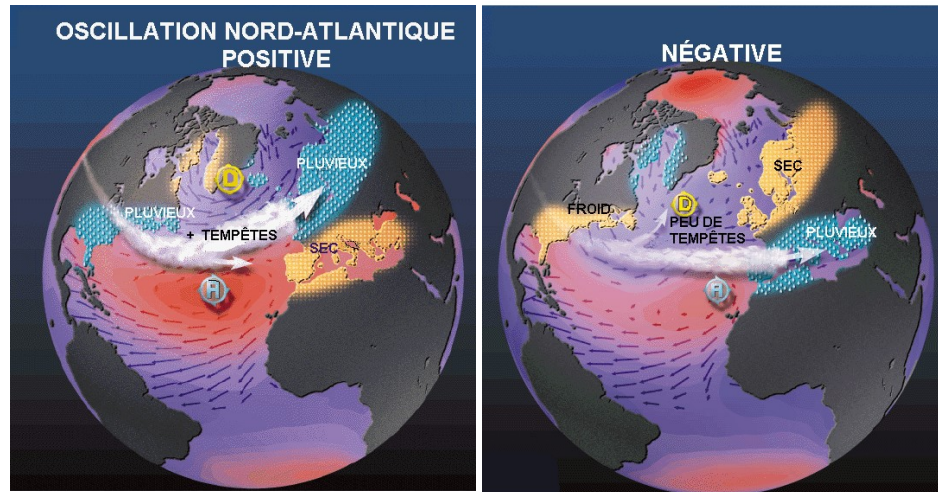 OSCILLATION NORD-ATLANTIQUE
POSITIVE
PLUVIEUX
D
PLUVIEUX
+ TEMPÊTES
SEC
A
NÉGATIVE
SEC
FROID
D
PEU DE
TEMPÊTES
PLUVIEUX
A